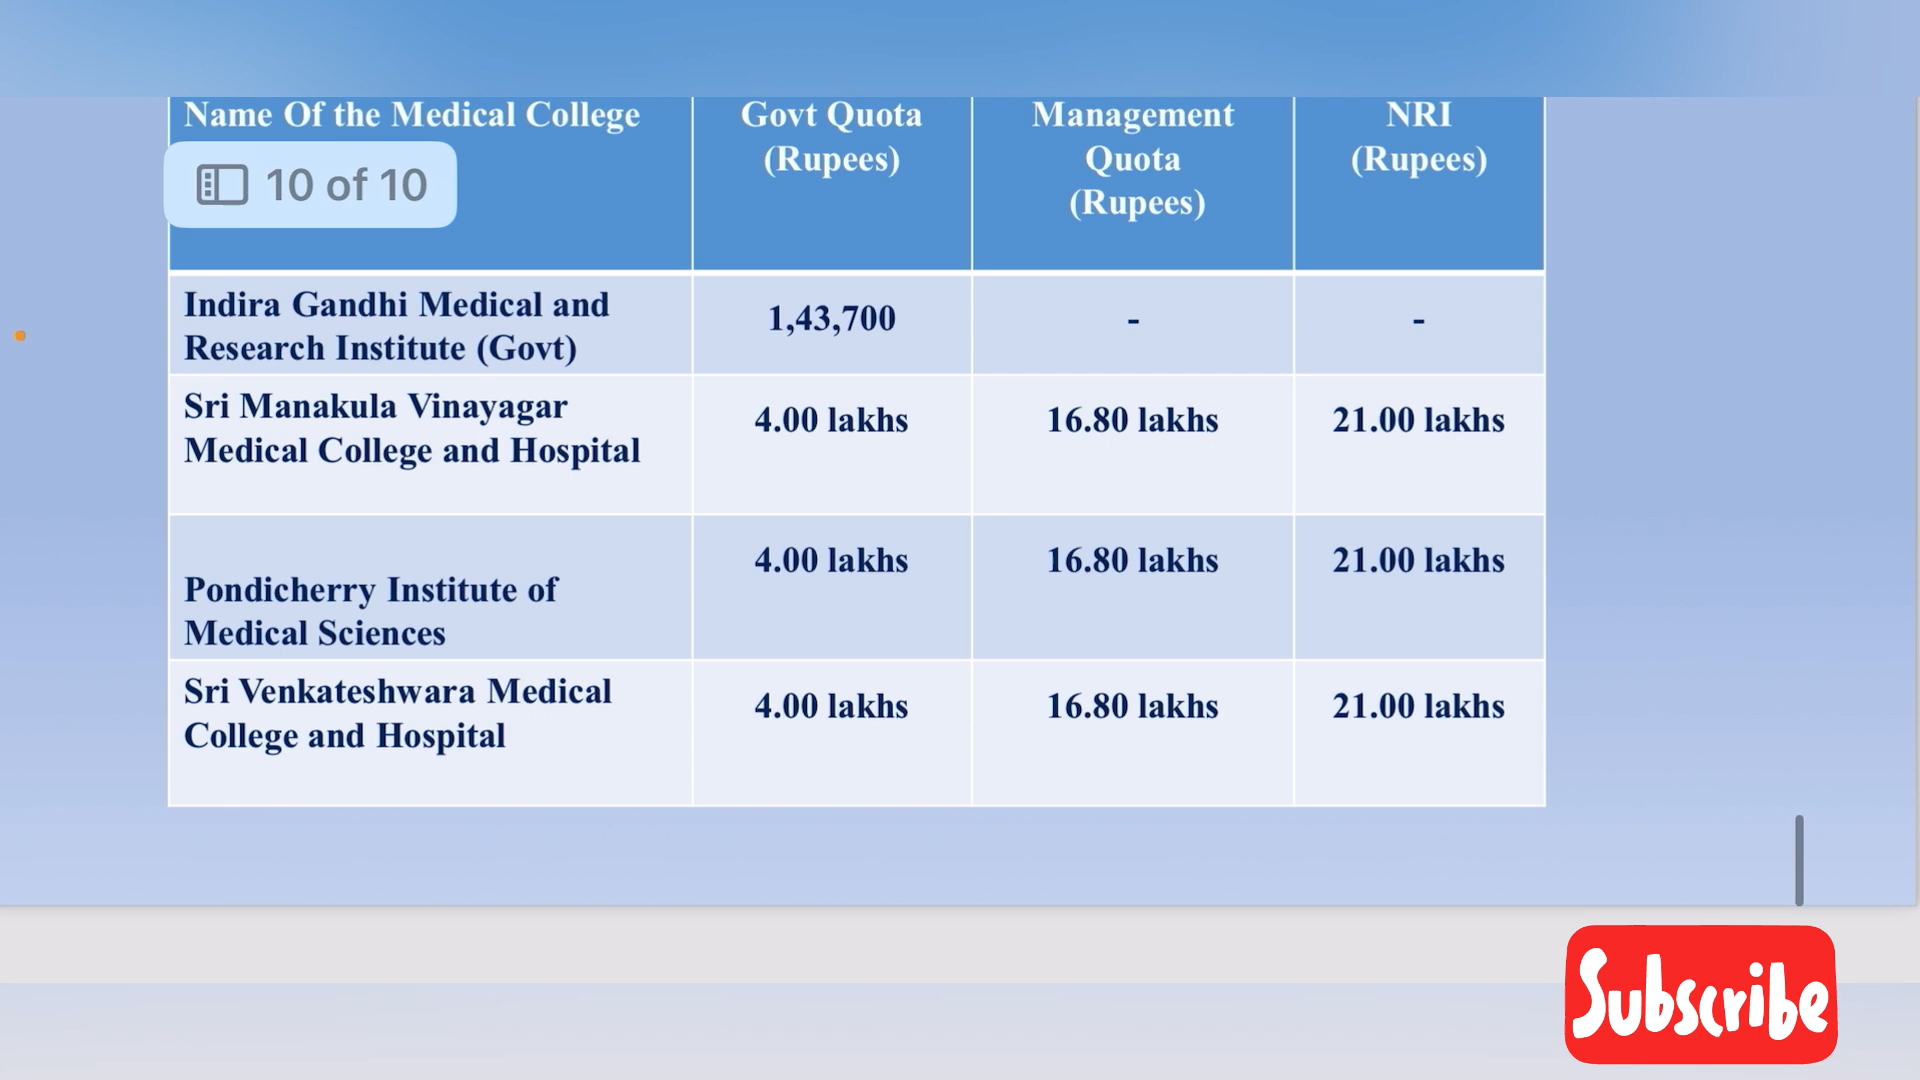 Name Of the Medical College
Govt Quota
(Rupees)
Management
Quota
(Rupees)
NRI
(Rupees)
10 of 10
Indira Gandhi Medical and
Research Institute (Govt)
1,43,700
-
-
Sri Manakula Vinayagar
Medical College and Hospital
4.00 lakhs
16.80 lakhs
21.00 lakhs
Pondicherry Institute of
Medical Sciences
4.00 lakhs
16.80 lakhs
21.00 lakhs
Sri Venkateshwara Medical
College and Hospital
4.00 lakhs
16.80 lakhs
21.00 lakhs
Subscribe